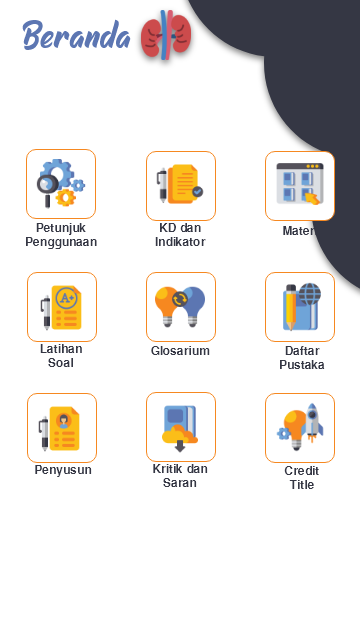 Beranda
Petunjuk
Penggunaan
KD dan
Indikator
Mater
A+
Latihan
Soal
Glosarium
Daftar
Pustaka
Penyusun
Kritik dan
Saran
Credit
Title